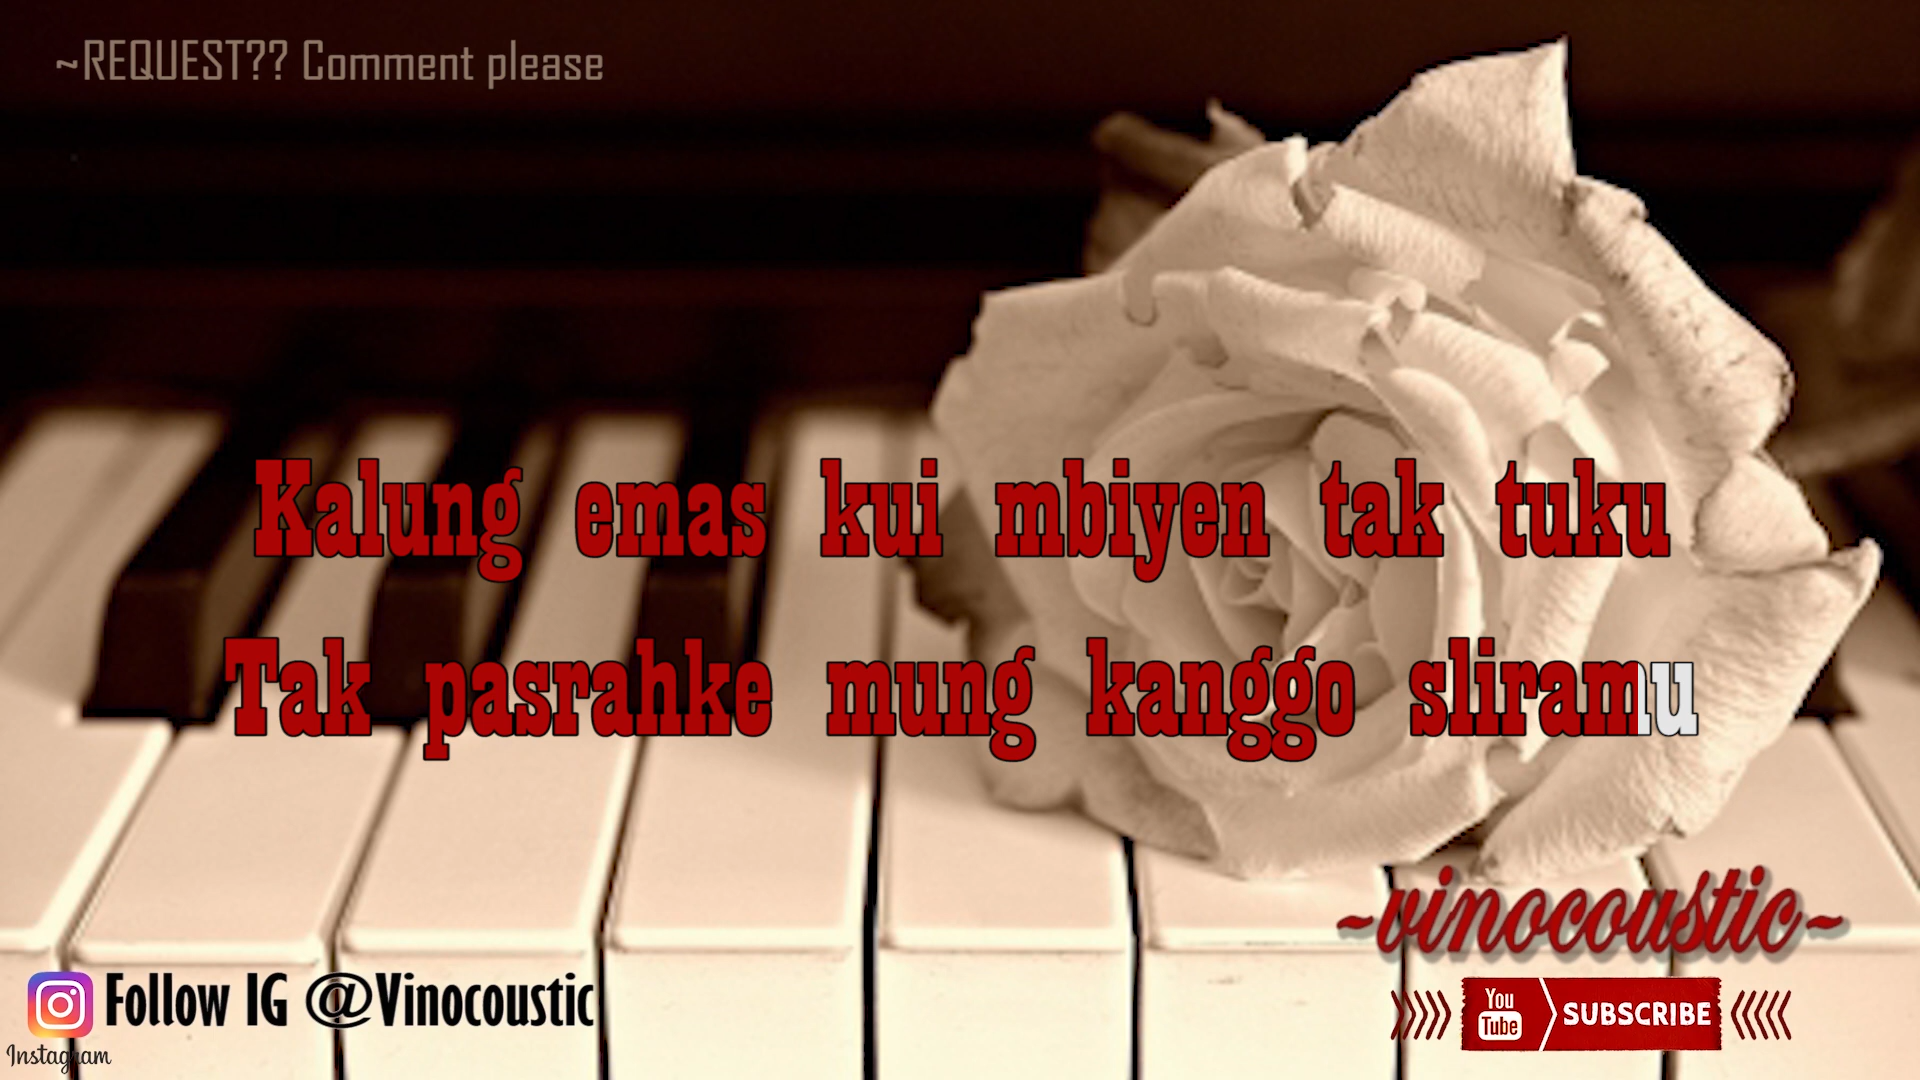 ~REQUEST?? Comment please
Kalung emas kui mbiyen tak tuku
Tak pasrahke mung kanggo sliramu
~vinocoustic~
Follow IG @Vinocoustic
Instagram
You
Tube
SUBSCRIBE